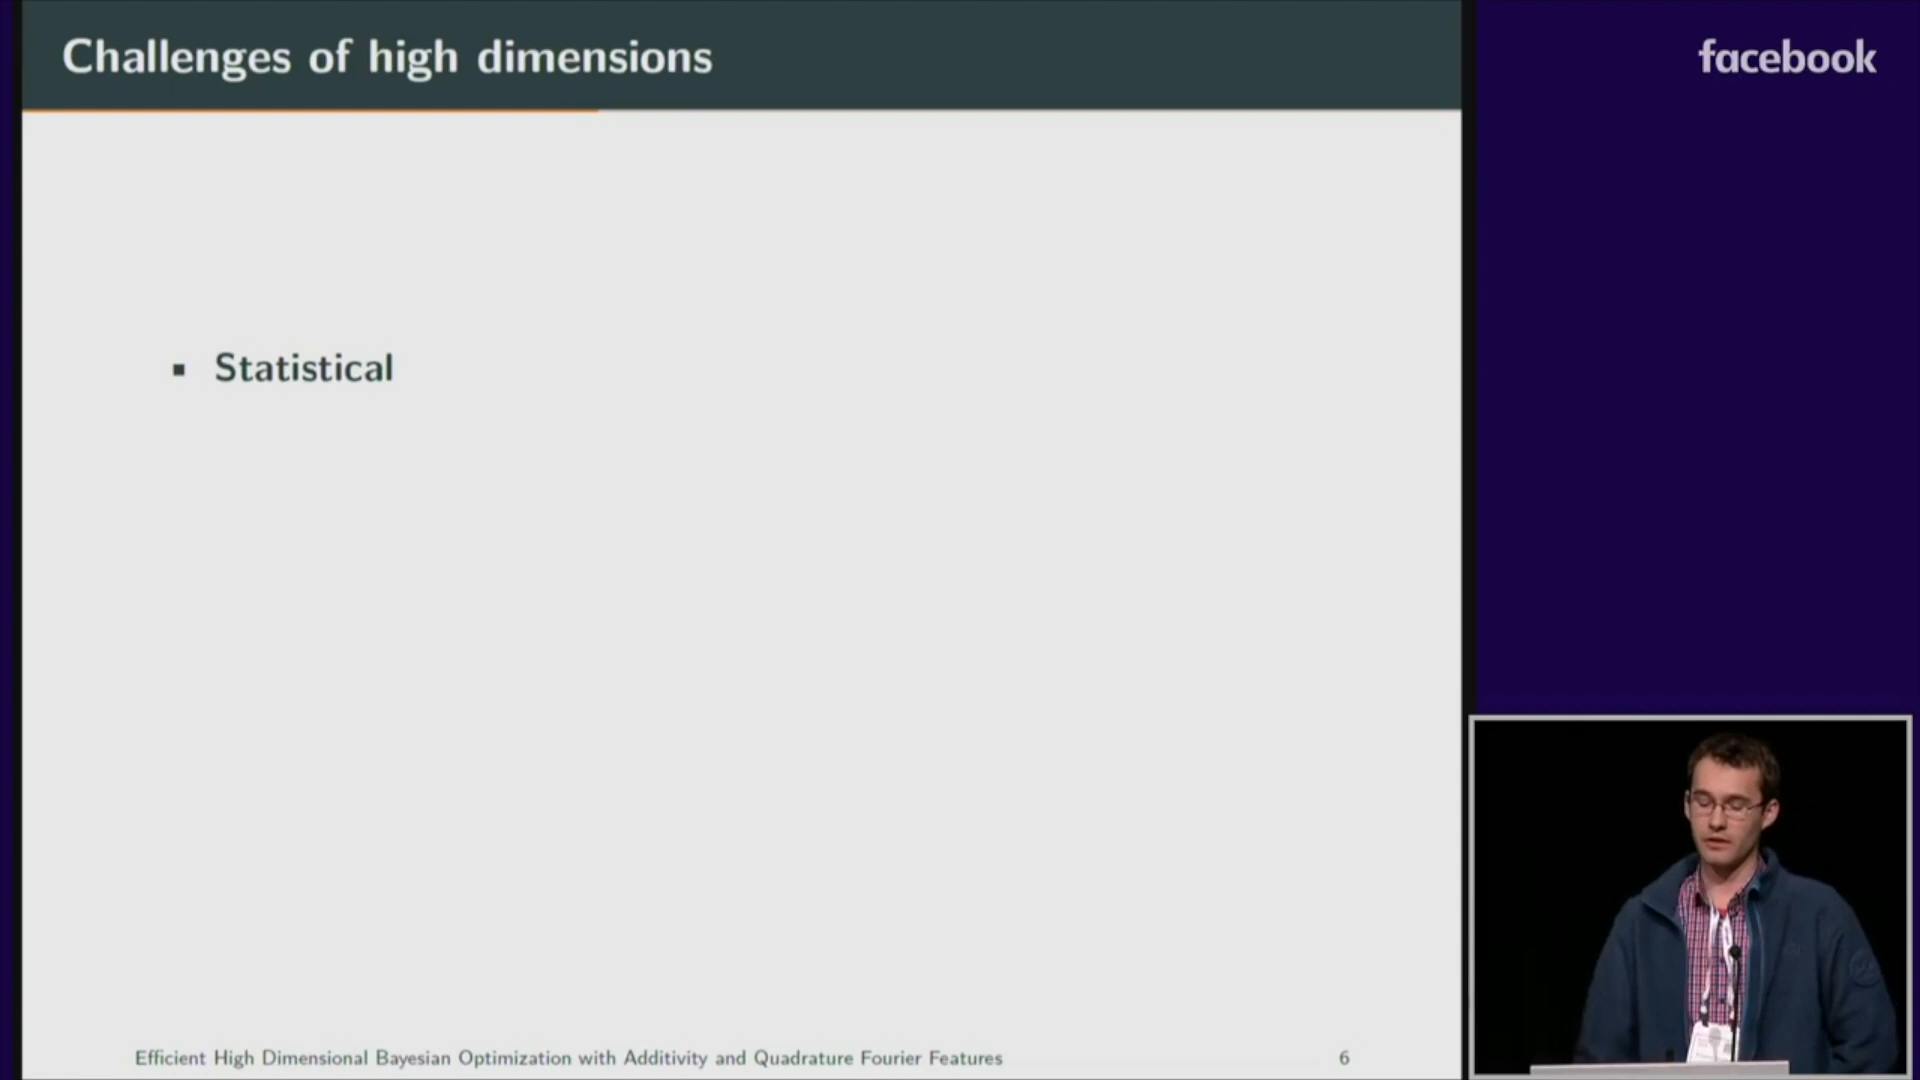 Challenges of high dimensions
facebook
▪ Statistical
Efficient High Dimensional Bayesian Optimization with Additivity and Quadrature Fourier Features 6